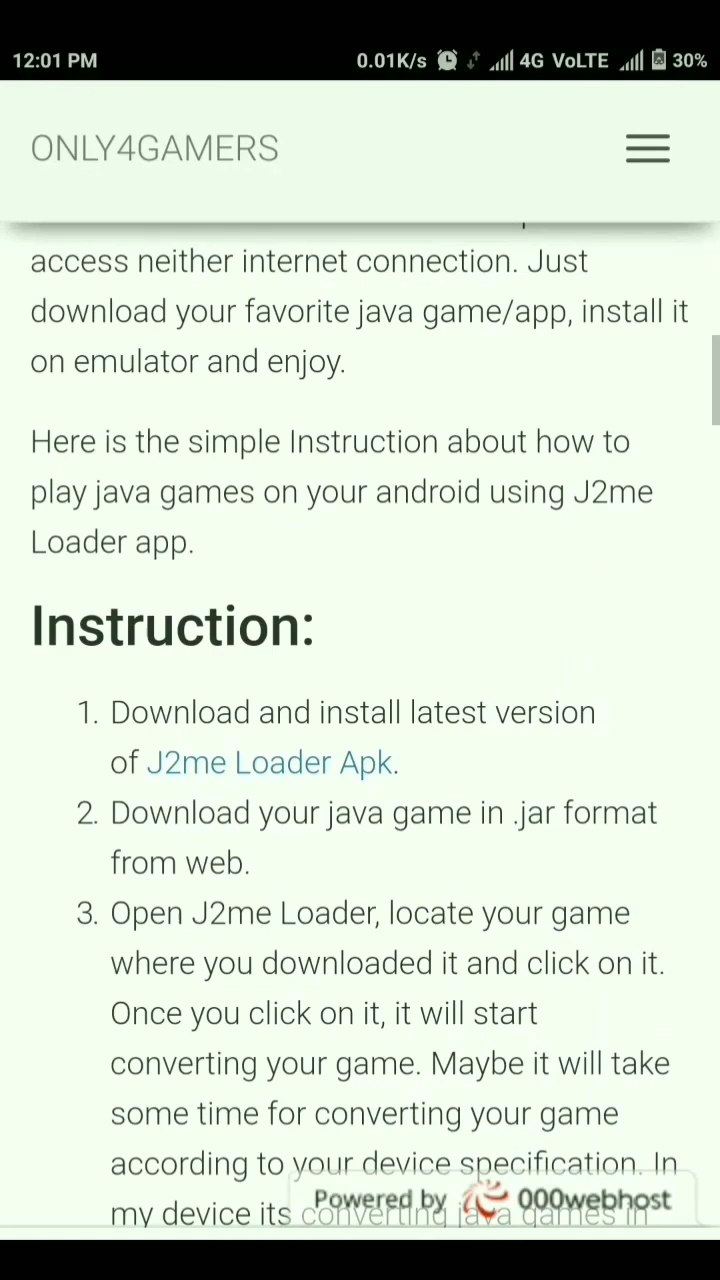 12:01 PM 0.01K/s 4G VoLTE 30%
ONLY4GAMERS
access neither internet connection. Just
download your favorite java game/app, install it
on emulator and enjoy.
Here is the simple Instruction about how to
play java games on your android using J2me
Loader app.
Instruction:
1. Download and install latest version
of J2me Loader Apk.
2. Download your java game in .jar format
from web.
3. Open J2me Loader, locate your game
where you downloaded it and click on it.
Once you click on it, it will start
converting your game. Maybe it will take
some time for converting your game
according to your device specification. In
my device its converting java games in
Powered by 000webhost